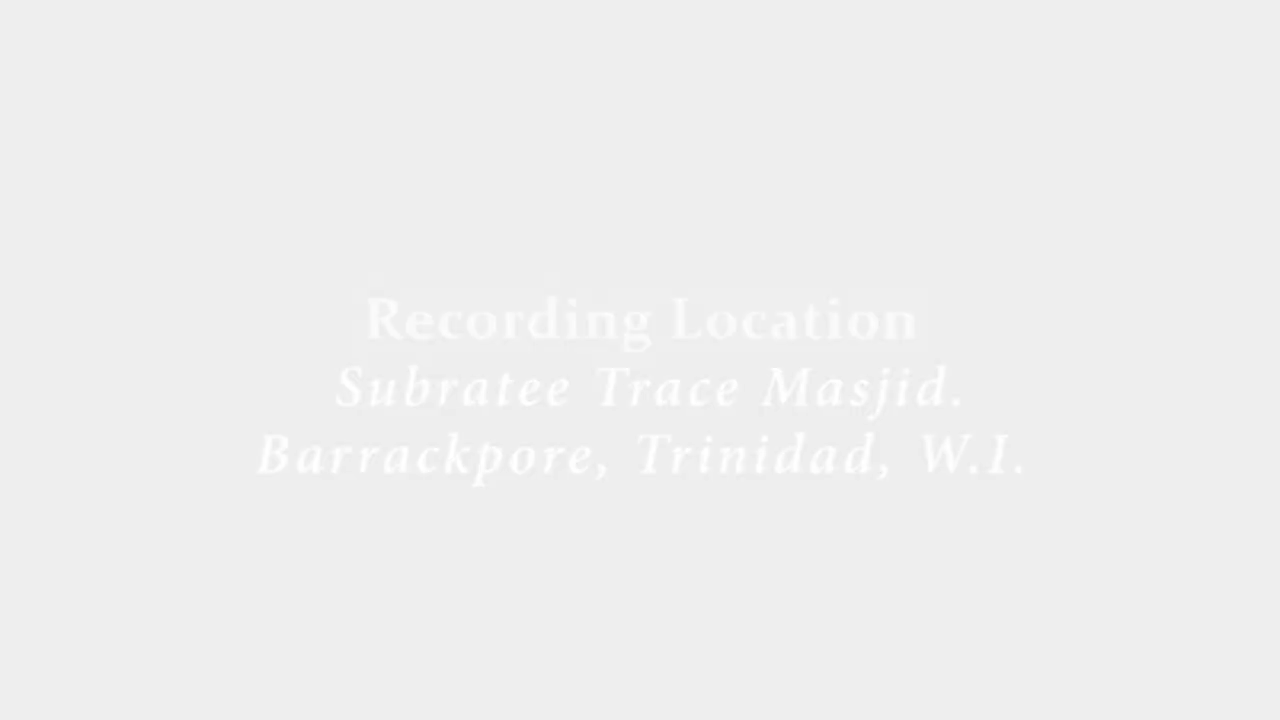 Recording Location
Subratee Trace Masjid.
Barrackpore, Trinidad, W.I.